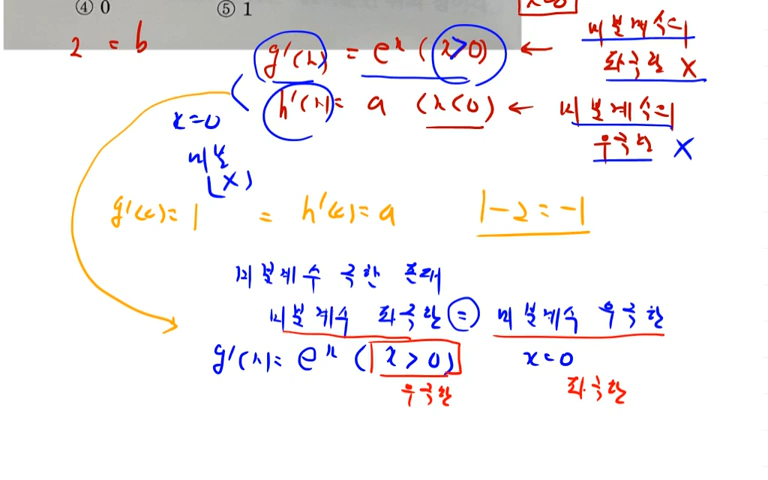 ④ 0 ⑤ 1
2 = b
g'(x) = eˣ (x>0) ← 미분계수의 좌극한 X
h'(x) = a (x<0) ← 미분계수의 우극한 X
x=0
미분
(X)
g'(x)=1 = h'(x)=a 1-2=-1
미분계수 극한 존재
미분계수 좌극한 = 미분계수 우극한
g'(x)= eˣ (x>0) x=0
우극한 좌극한